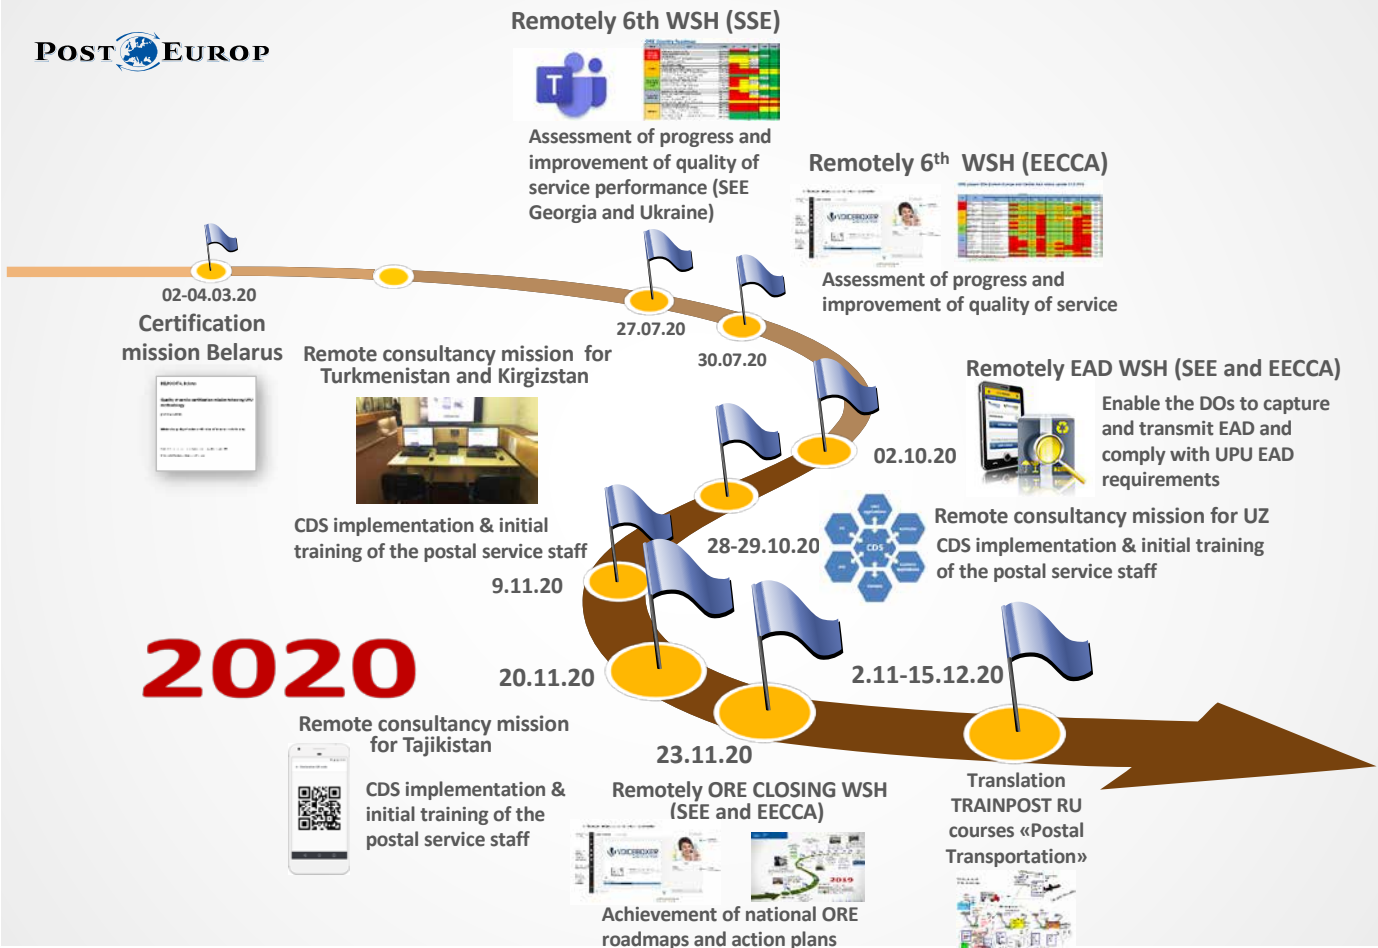 POST EUROP
Remotely 6th WSH (SSE)
Assessment of progress and
improvement of quality of
service performance (SEE
Georgia and Ukraine)
Remotely 6th WSH (EECCA)
VOICEBOXER
Assessment of progress and
improvement of quality of service
02-04.03.20
Certification
mission Belarus
27.07.20
30.07.20
Remote consultancy mission for
Turkmenistan and Kirgizstan
CDS implementation & initial
training of the postal service staff
9.11.20
Remotely EAD WSH (SEE and EECCA)
Enable the DOs to capture
and transmit EAD and
comply with UPU EAD
requirements
02.10.20
28-29.10.20
CDS
Remote consultancy mission for UZ
CDS implementation & initial training
of the postal service staff
2020
20.11.20
Remote consultancy mission
for Tajikistan
CDS implementation &
initial training of the
postal service staff
23.11.20
Remotely ORE CLOSING WSH
(SEE and EECCA)
VOICEBOXER
2019
Achievement of national ORE
roadmaps and action plans
2.11-15.12.20
Translation
TRAINPOST RU
courses «Postal
Transportation»